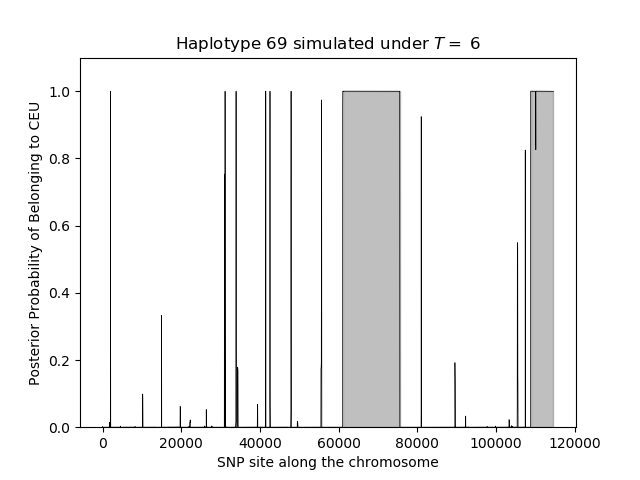 Haplotype 69 simulated under T = 6
Posterior Probability of Belonging to CEU
1.0
0.8
0.6
0.4
0.2
0.0
0 20000 40000 60000 80000 100000 120000
SNP site along the chromosome